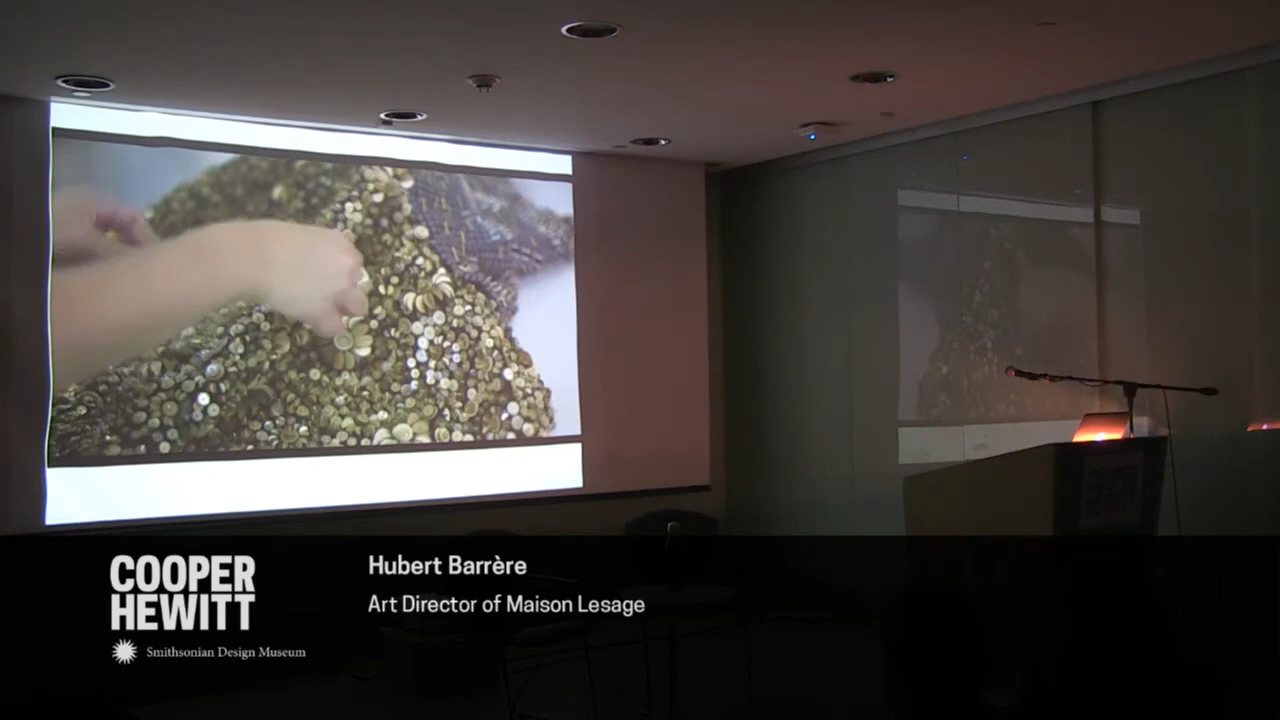 COOPER
HEWITT
Smithsonian Design Museum
Hubert Barrère
Art Director of Maison Lesage